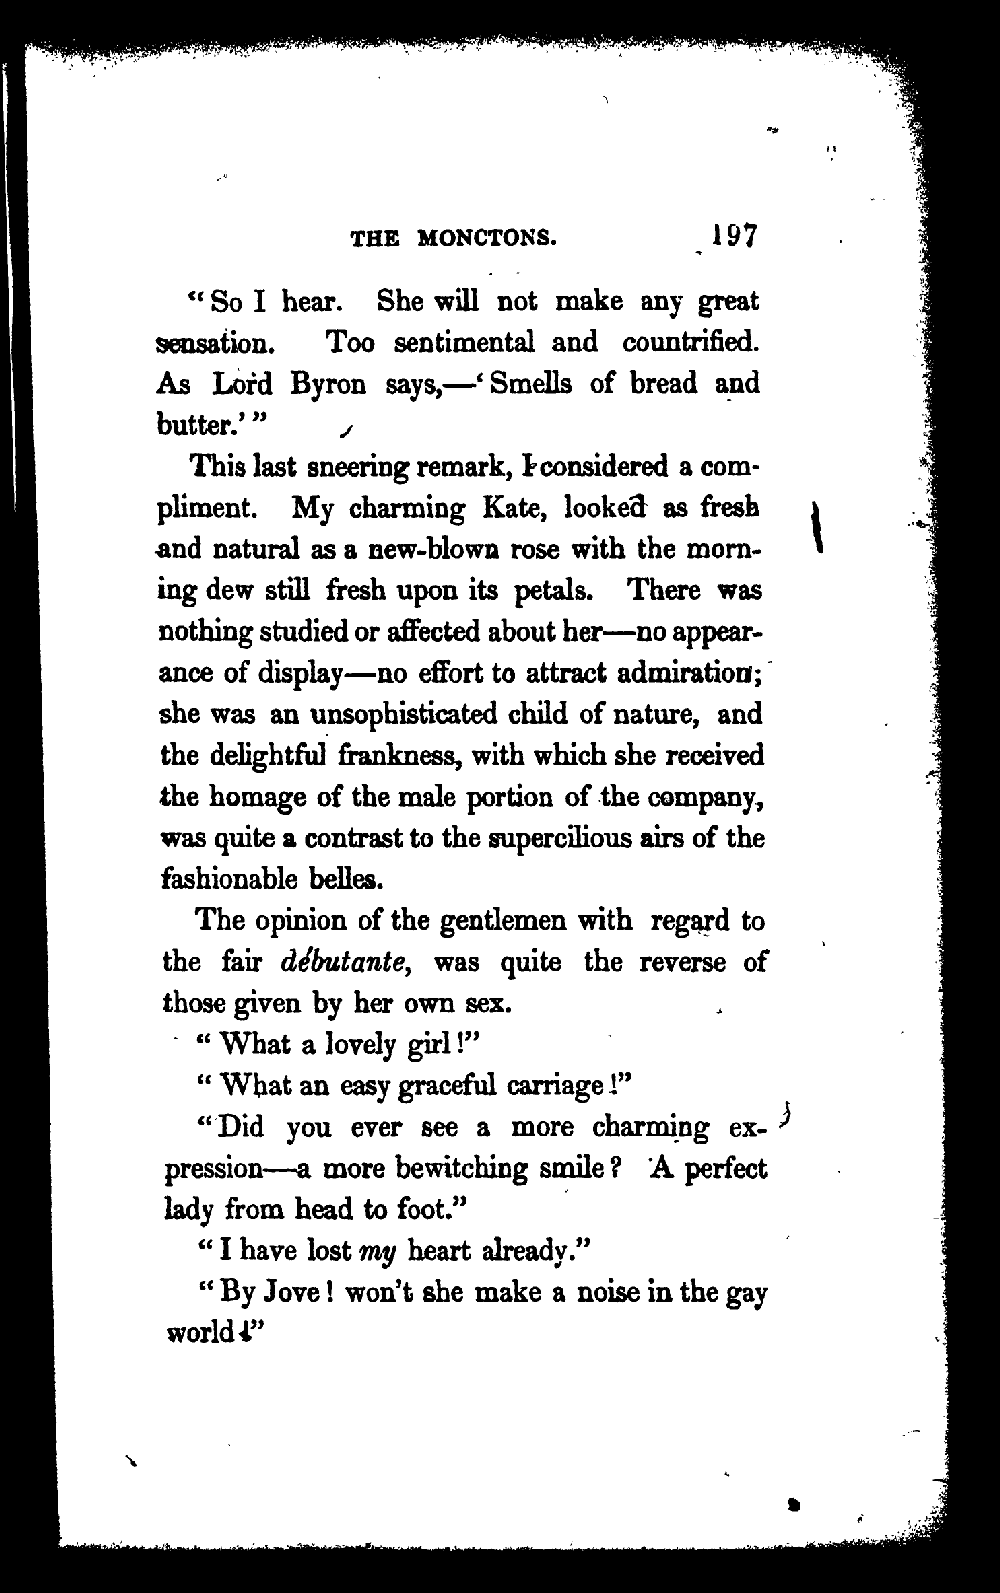 THE MONCTONS. 197
“So I hear. She will not make any great
sensation. Too sentimental and countrified.
As Lord Byron says,—‘Smells of bread and
butter.’”
This last sneering remark, I considered a com-
pliment. My charming Kate, looked as fresh
and natural as a new-blown rose with the morn-
ing dew still fresh upon its petals. There was
nothing studied or affected about her—no appear-
ance of display—no effort to attract admiration;
she was an unsophisticated child of nature, and
the delightful frankness, with which she received
the homage of the male portion of the company,
was quite a contrast to the supercilious airs of the
fashionable belles.
The opinion of the gentlemen with regard to
the fair débutante, was quite the reverse of
those given by her own sex.
“What a lovely girl!”
“What an easy graceful carriage!”
“Did you ever see a more charming ex-
pression—a more bewitching smile? A perfect
lady from head to foot.”
“I have lost my heart already.”
“By Jove! won’t she make a noise in the gay
world!”